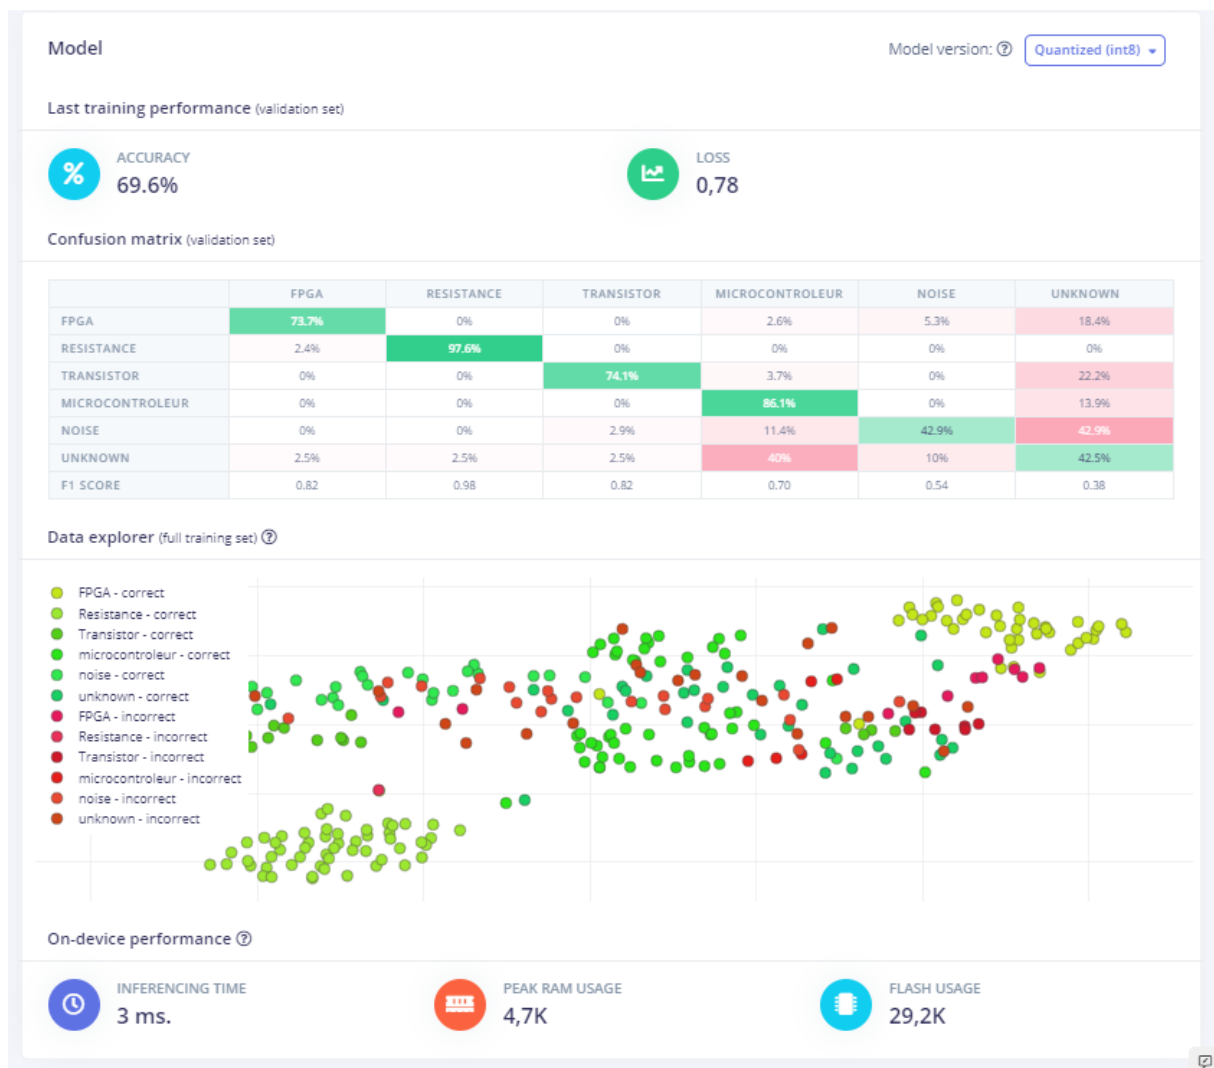 Model
Model version: Quantized (int8)
Last training performance (validation set)
ACCURACY
69.6%
LOSS
0,78
Confusion matrix (validation set)
FPGA RESISTANCE TRANSISTOR MICROCONTROLEUR NOISE UNKNOWN
FPGA 73.7% 0% 0% 2.6% 5.3% 18.4%
RESISTANCE 2.4% 97.6% 0% 0% 0% 0%
TRANSISTOR 0% 0% 74.1% 3.7% 0% 22.2%
MICROCONTROLEUR 0% 0% 0% 86.1% 0% 13.9%
NOISE 0% 0% 2.9% 11.4% 42.9% 42.9%
UNKNOWN 2.5% 2.5% 2.5% 40% 10% 42.5%
F1 SCORE 0.82 0.98 0.82 0.70 0.54 0.38
Data explorer (full training set)
FPGA - correct
Resistance - correct
Transistor - correct
microcontroleur - correct
noise - correct
unknown - correct
FPGA - incorrect
Resistance - incorrect
Transistor - incorrect
microcontroleur - incorrect
noise - incorrect
unknown - incorrect
On-device performance
INFERENCING TIME
3 ms.
PEAK RAM USAGE
4,7K
FLASH USAGE
29,2K